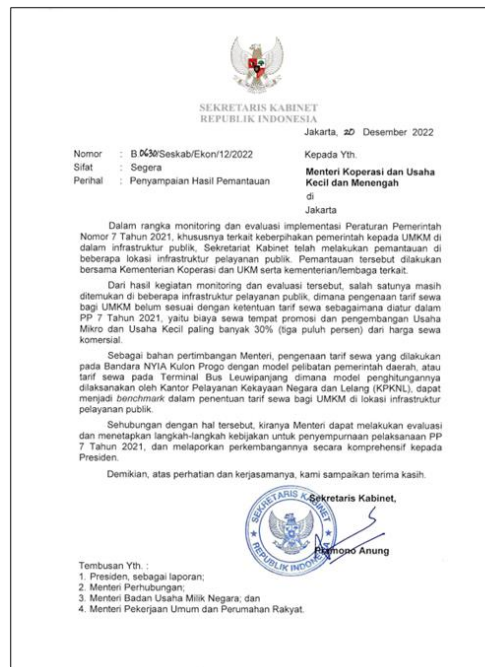 SEKRETARIS KABINET
REPUBLIK INDONESIA
Jakarta, 20 Desember 2022
Nomor : B.0630/Seskab/Ekon/12/2022
Sifat : Segera
Perihal : Penyampaian Hasil Pemantauan
Kepada Yth.
Menteri Koperasi dan Usaha
Kecil dan Menengah
di
Jakarta
Dalam rangka monitoring dan evaluasi implementasi Peraturan Pemerintah
Nomor 7 Tahun 2021, khususnya terkait keberpihakan pemerintah kepada UMKM di
dalam infrastruktur publik, Sekretariat Kabinet telah melakukan pemantauan di
beberapa lokasi infrastruktur pelayanan publik. Pemantauan tersebut dilakukan
bersama Kementerian Koperasi dan UKM serta kementerian/lembaga terkait.
Dari hasil kegiatan monitoring dan evaluasi tersebut, salah satunya masih
ditemukan di beberapa infrastruktur pelayanan publik, dimana pengenaan tarif sewa
bagi UMKM belum sesuai dengan ketentuan tarif sewa sebagaimana diatur dalam
PP 7 Tahun 2021, yaitu biaya sewa tempat promosi dan pengembangan Usaha
Mikro dan Usaha Kecil paling banyak 30% (tiga puluh persen) dari harga sewa
komersial.
Sebagai bahan pertimbangan Menteri, pengenaan tarif sewa yang dilakukan
pada Bandara NYIA Kulon Progo dengan model pelibatan pemerintah daerah, atau
tarif sewa pada Terminal Bus Leuwipanjang dimana model penghitungannya
dilaksanakan oleh Kantor Pelayanan Kekayaan Negara dan Lelang (KPKNL), dapat
menjadi benchmark dalam penentuan tarif sewa bagi UMKM di lokasi infrastruktur
pelayanan publik.
Sehubungan dengan hal tersebut, kiranya Menteri dapat melakukan evaluasi
dan menetapkan langkah-langkah kebijakan untuk penyempurnaan pelaksanaan PP
7 Tahun 2021, dan melaporkan perkembangannya secara komprehensif kepada
Presiden.
Demikian, atas perhatian dan kerjasamanya, kami sampaikan terima kasih.
Sekretaris Kabinet,
SEKRETARIS KABINET
REPUBLIK INDONESIA
Pramono Anung
Tembusan Yth. :
1. Presiden, sebagai laporan;
2. Menteri Perhubungan;
3. Menteri Badan Usaha Milik Negara; dan
4. Menteri Pekerjaan Umum dan Perumahan Rakyat.